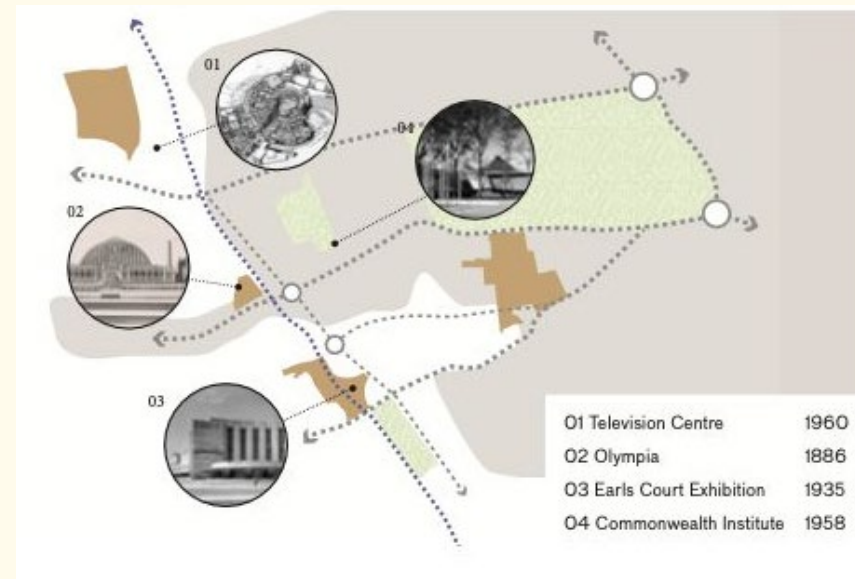 01
04
02
03
01 Television Centre 1960
02 Olympia 1886
03 Earls Court Exhibition 1935
04 Commonwealth Institute 1958